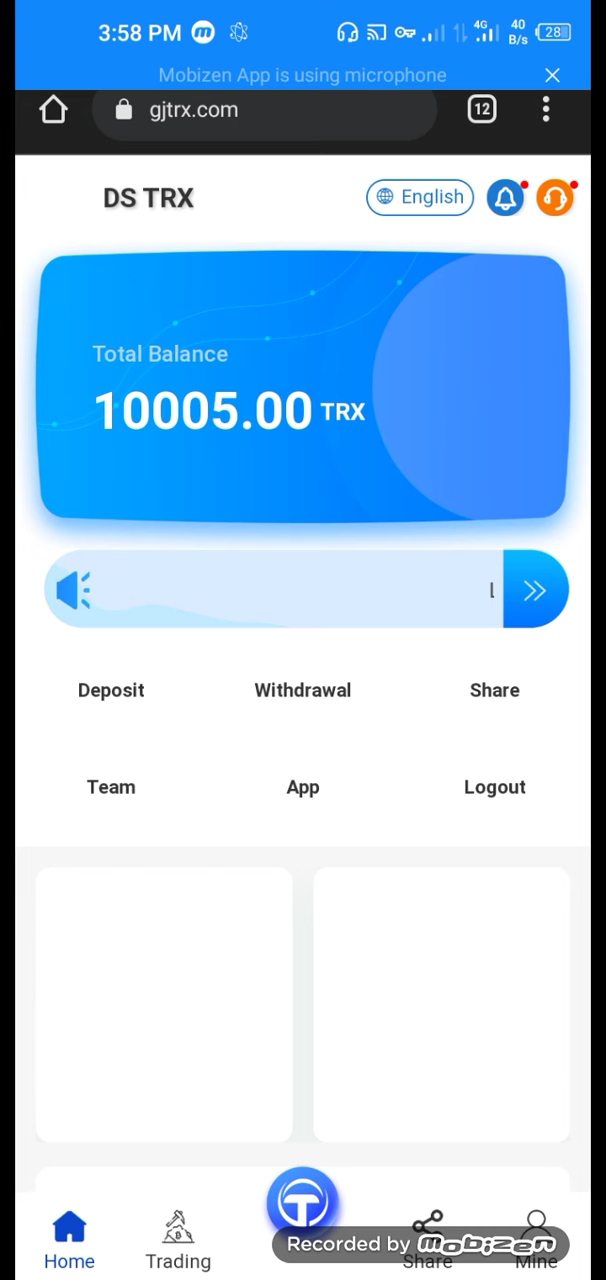 3:58 PM
4G
40 B/s
28
Mobizen App is using microphone
gjtrx.com
12
DS TRX
English
Total Balance
10005.00 TRX
Deposit
Withdrawal
Share
Team
App
Logout
Home
Trading
Share
Mine
Recorded by mobizen